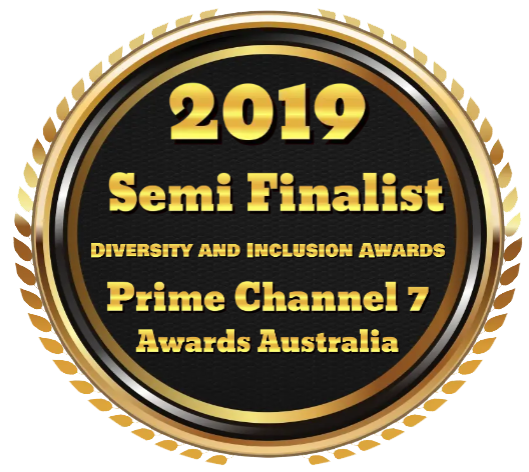 2019
Semi Finalist
Diversity and Inclusion Awards
Prime Channel 7
Awards Australia